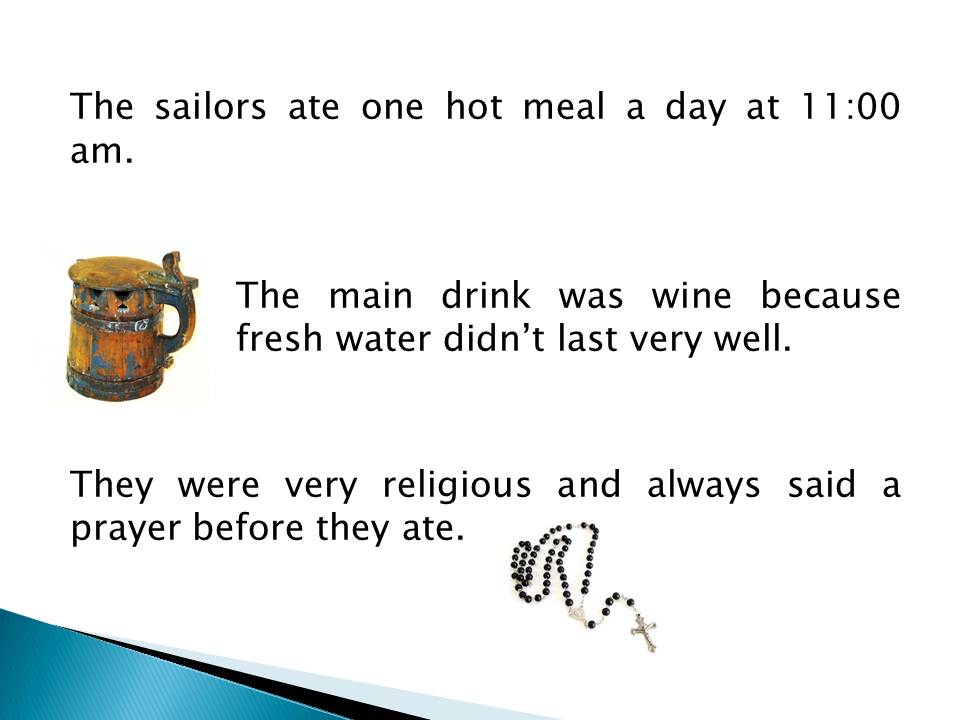 The sailors ate one hot meal a day at 11:00
am.
The main drink was wine because
fresh water didn’t last very well.
They were very religious and always said a
prayer before they ate.